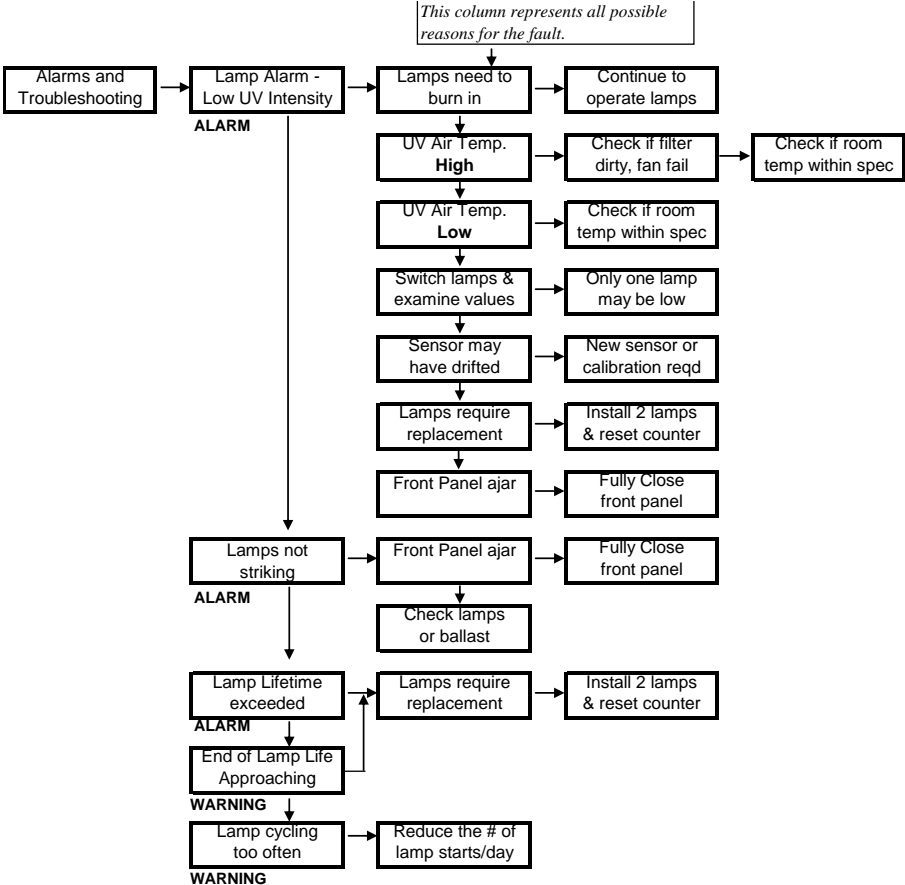 This column represents all possible
reasons for the fault.
Alarms and
Troubleshooting
Lamp Alarm -
Low UV Intensity
ALARM
Lamps need to
burn in
Continue to
operate lamps
UV Air Temp.
High
Check if filter
dirty, fan fail
Check if room
temp within spec
UV Air Temp.
Low
Check if room
temp within spec
Switch lamps &
examine values
Only one lamp
may be low
Sensor may
have drifted
New sensor or
calibration reqd
Lamps require
replacement
Install 2 lamps
& reset counter
Front Panel ajar
Fully Close
front panel
Lamps not
striking
ALARM
Front Panel ajar
Fully Close
front panel
Check lamps
or ballast
Lamp Lifetime
exceeded
ALARM
Lamps require
replacement
Install 2 lamps
& reset counter
End of Lamp Life
Approaching
WARNING
Lamp cycling
too often
WARNING
Reduce the # of
lamp starts/day